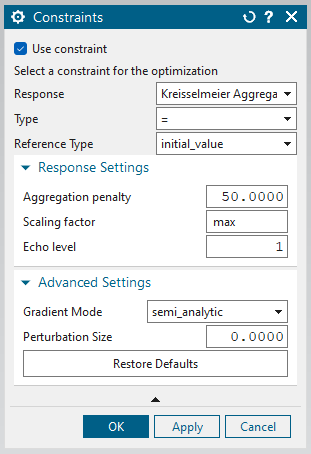 Constraints
Use constraint
Select a constraint for the optimization
Response Kreisselmeier Aggrega
Type =
Reference Type initial_value
Response Settings
Aggregation penalty 50.0000
Scaling factor max
Echo level 1
Advanced Settings
Gradient Mode semi_analytic
Perturbation Size 0.0000
Restore Defaults
OK Apply Cancel